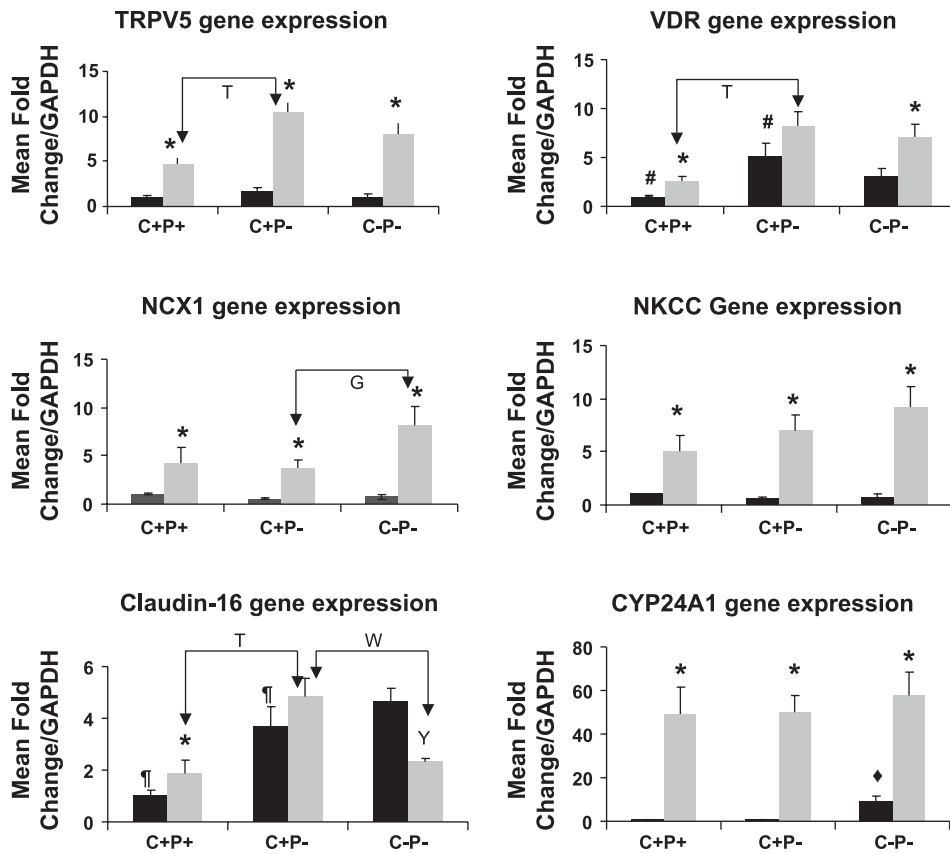 TRPV5 gene expression
Mean Fold
Change/GAPDH
15
10
5
0
T
*
*
*
C+P+
C+P-
C-P-
VDR gene expression
Mean Fold
Change/GAPDH
15
10
5
0
T
#
*
#
*
C+P+
C+P-
C-P-
NCX1 gene expression
Mean Fold
Change/GAPDH
15
10
5
0
G
*
*
*
C+P+
C+P-
C-P-
NKCC Gene expression
Mean Fold
Change/GAPDH
15
10
5
0
*
*
*
C+P+
C+P-
C-P-
Claudin-16 gene expression
Mean Fold
Change/GAPDH
6
4
2
0
T
W
¶
*
¶
Y
C+P+
C+P-
C-P-
CYP24A1 gene expression
Mean Fold
Change/GAPDH
80
60
40
20
0
*
*
♦
*
C+P+
C+P-
C-P-